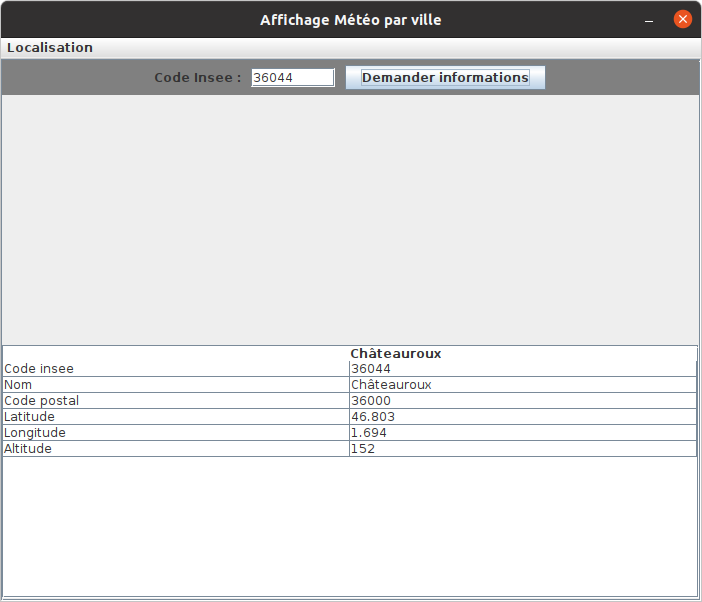 Affichage Météo par ville
Localisation
Code Insee : 36044 Demander informations
Châteauroux
Code insee 36044
Nom Châteauroux
Code postal 36000
Latitude 46.803
Longitude 1.694
Altitude 152